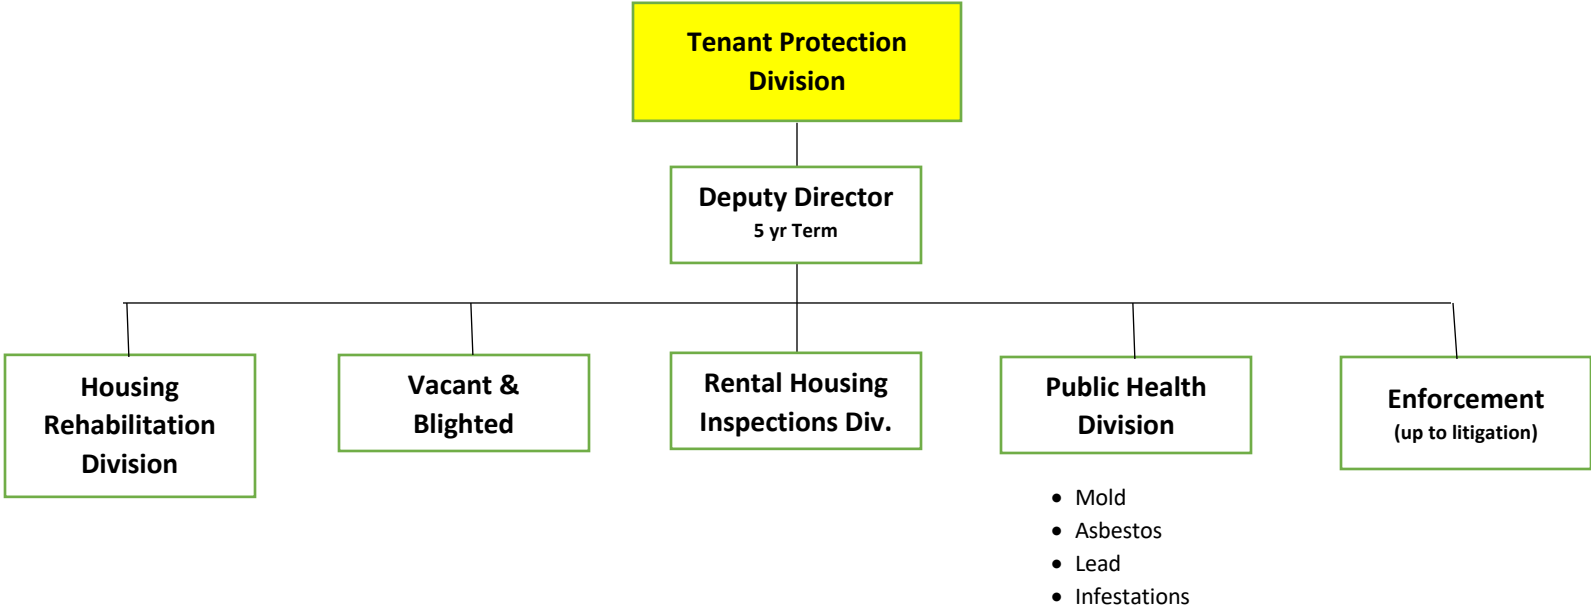 Tenant Protection
Division
Deputy Director
5 yr Term
Housing
Rehabilitation
Division
Vacant &
Blighted
Rental Housing
Inspections Div.
Public Health
Division
• Mold
• Asbestos
• Lead
• Infestations
Enforcement
(up to litigation)